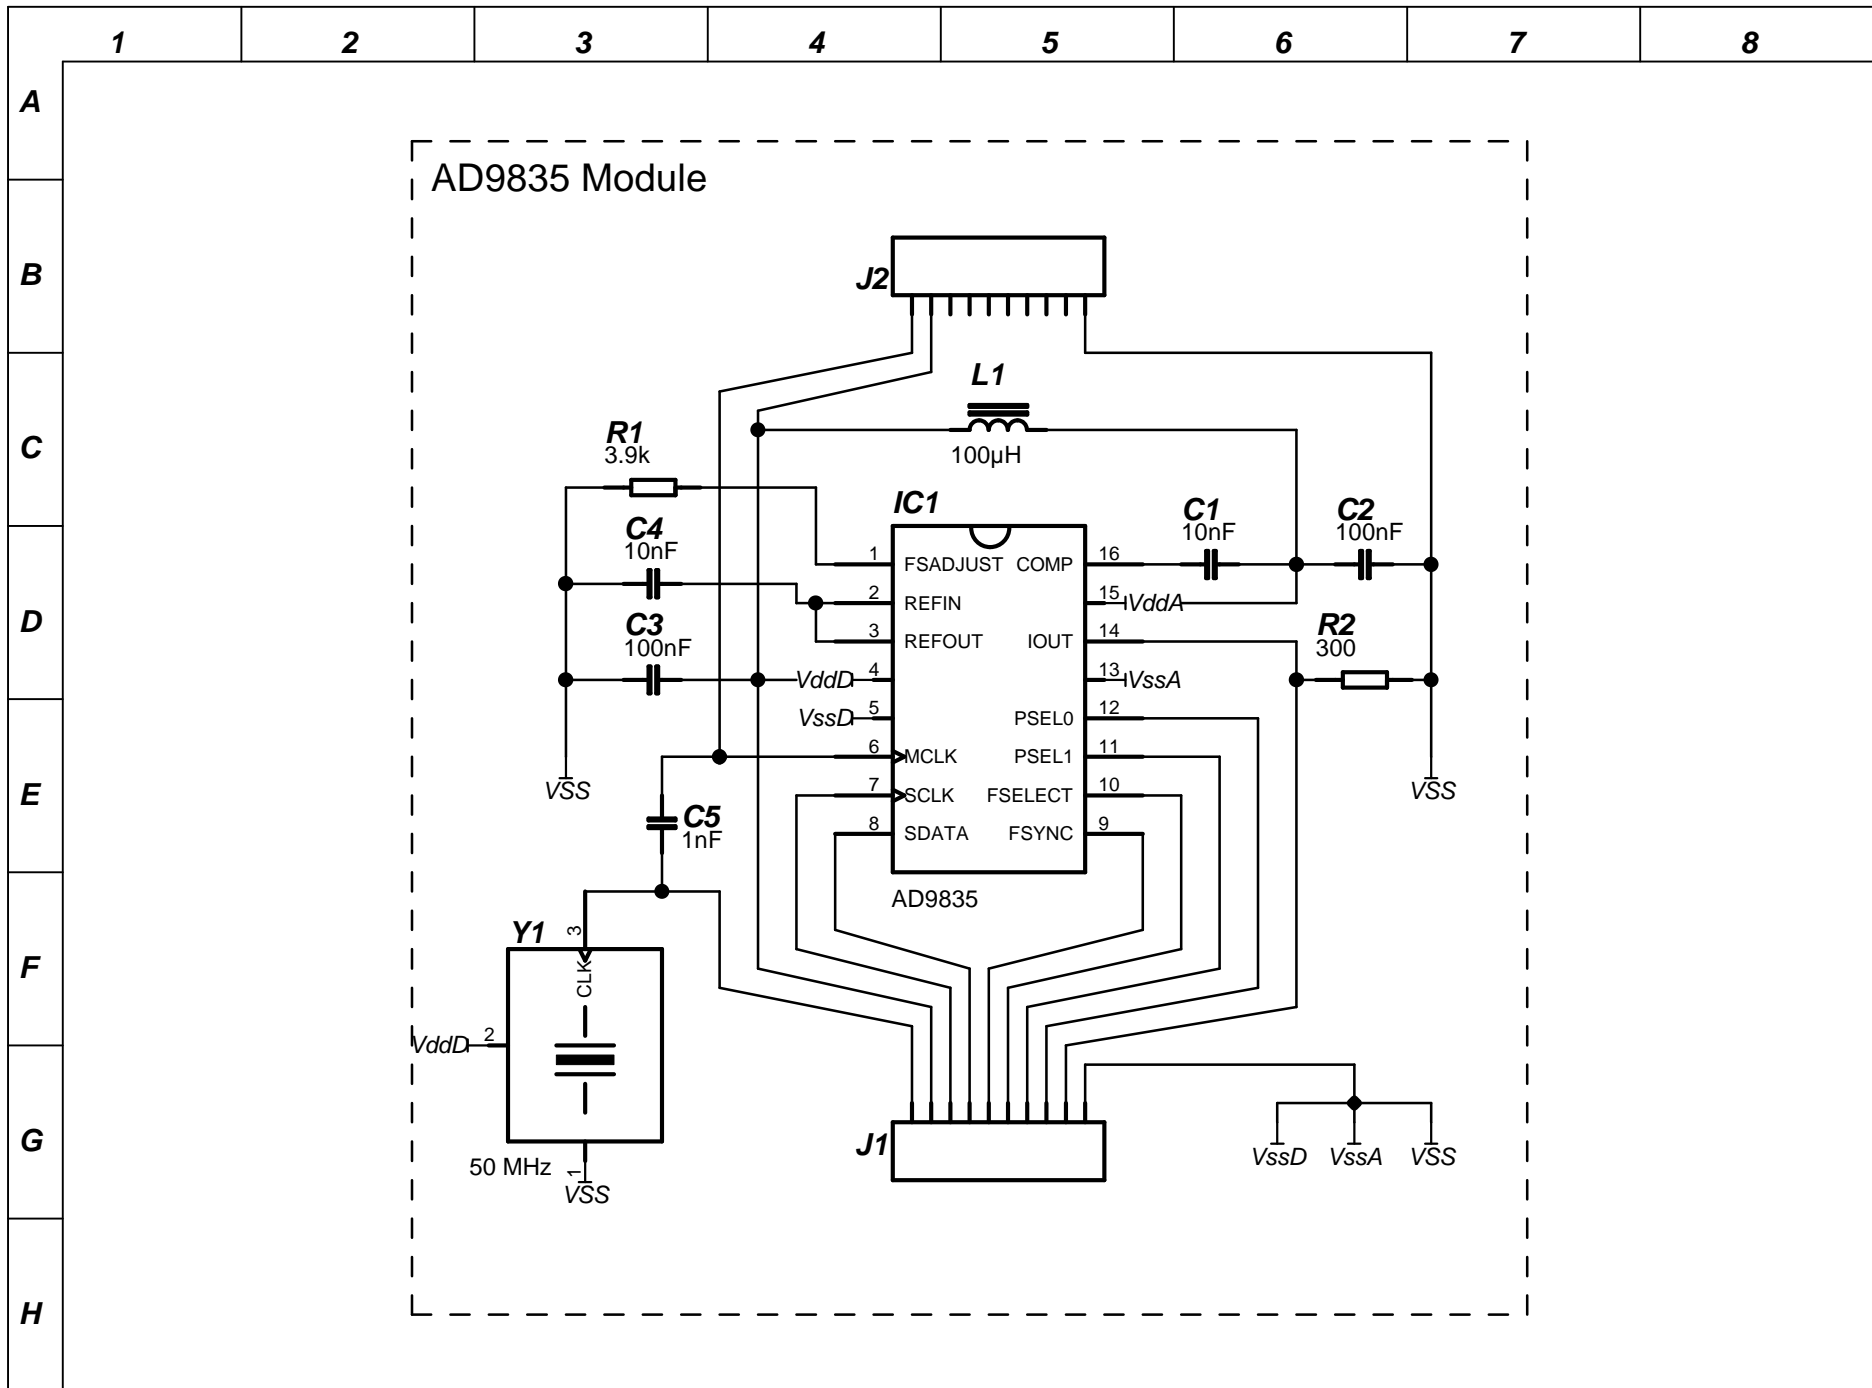 1 2 3 4 5 6 7 8
A
AD9835 Module
B
J2
L1
C
R1
3.9k
100µH
IC1
C1
10nF
C2
100nF
C4
10nF
1 FSADJUST COMP 16
D
2 REFIN 15 VddA
C3
100nF
3 REFOUT IOUT 14
R2
300
VddD 4 13 VssA
VssD 5 PSEL0 12
6 MCLK PSEL1 11
E
VSS
7 SCLK FSELECT 10
VSS
C5
1nF
8 SDATA FSYNC 9
AD9835
Y1
3
F
CLK
VddD 2
G
J1
VssD VssA VSS
50 MHz
1
VSS
H